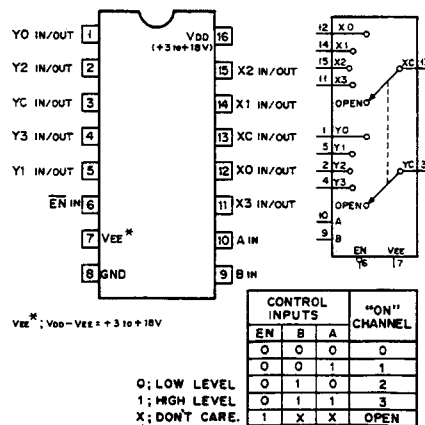 Y0 IN/OUT 1
Y2 IN/OUT 2
YC IN/OUT 3
Y3 IN/OUT 4
Y1 IN/OUT 5
EN IN 6
7 VEE*
8 GND
VDD 16
(+3 to +18V)
15 X2 IN/OUT
14 X1 IN/OUT
13 XC IN/OUT
12 X0 IN/OUT
11 X3 IN/OUT
10 A IN
9 B IN
12 X0
14 X1
15 X2
11 X3
XC 13
OPEN
1 Y0
5 Y1
2 Y2
4 Y3
YC 3
OPEN
10 A
9 B
EN VEE
6 7
VEE*; VDD-VEE = +3 to +18V
CONTROL INPUTS "ON" CHANNEL
EN B A
0 0 0 0
0 0 1 1
0 1 0 2
0 1 1 3
1 X X OPEN
0; LOW LEVEL
1; HIGH LEVEL
X; DON'T CARE.